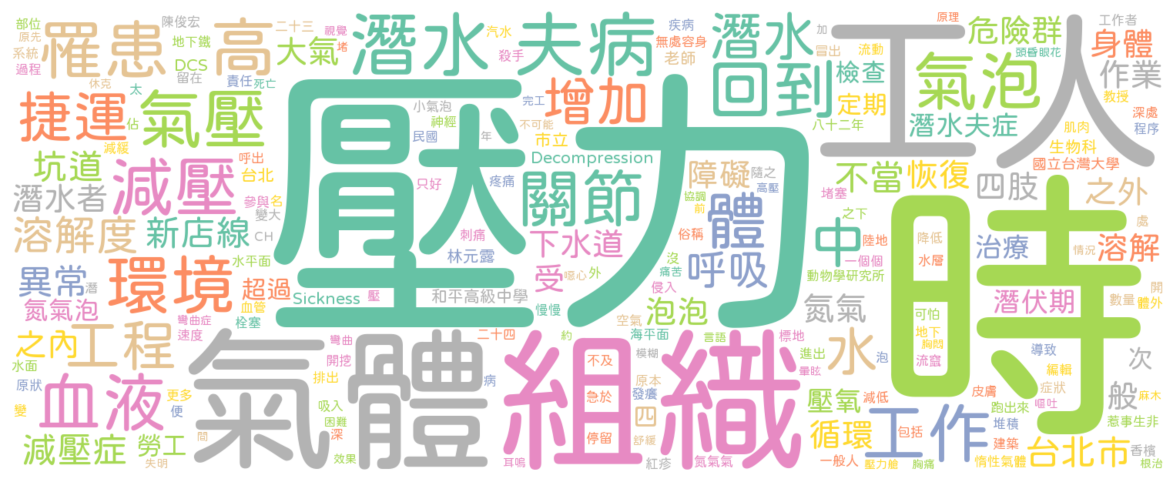 壓力
時
工人
氣體
組織
罹患
高
潛水夫病
潛水
回到
增加
氣泡
危險群
身體
作業
檢查
定期
潛水夫症
大氣
捷運
氣壓
減壓
坑道
潛水者
溶解度
新店線
環境
異常
超過
關節
障礙
體
呼吸
下水道
受
不當
恢復
四肢
之外
中
治療
溶解
潛伏期
泡泡
氮氣
水
次
般
之內
工程
血液
減壓症
勞工
工作
壓氧
循環
台北市
氮氣泡
Decompression
Sickness
DCS
CH
林元露
和平高級中學
國立台灣大學
動物學研究所
生物科
八十二年
無處容身
老師
部位
原先
系統
過程
陳俊宏
地下鐵
留在
二十三
責任
死亡
視覺
堵
汽水
殺手
疾病
加
冒出
流動
原理
頭昏眼花
工作者
教授
深處
程序
肌肉
休克
太
佔
減緩
呼出
台北
參與
名
變大
水平面
潛
小氣泡
神經
民國
只好
疼痛
刺痛
完工
不可能
年
市立
協調
前
隨之
高壓
俗稱
沒
痛苦
侵入
堵塞
陸地
之下
一個個
降低
水層
情況
處
數量
開
體外
可怕
地下
胸悶
流竄
導致
編輯
症狀
嘔吐
麻木
彎曲症
速度
血管
栓塞
壓
噁心
外
慢慢
二十四
約
空氣
海平面
言語
標地
暈眩
進出
泡
水面
原狀
變
更多
便
間
失明
彎曲
開挖
排出
病
吸入
困難
深
效果
不及
急於
停留
耳鳴
模糊
原本
發癢
四
舒緩
紅疹
氮氣氣
減低
包括
一般人
壓力艙
胸痛
皮膚
跑出來
堆積
建築
惰性氣體
惹事生非
香檳
根治